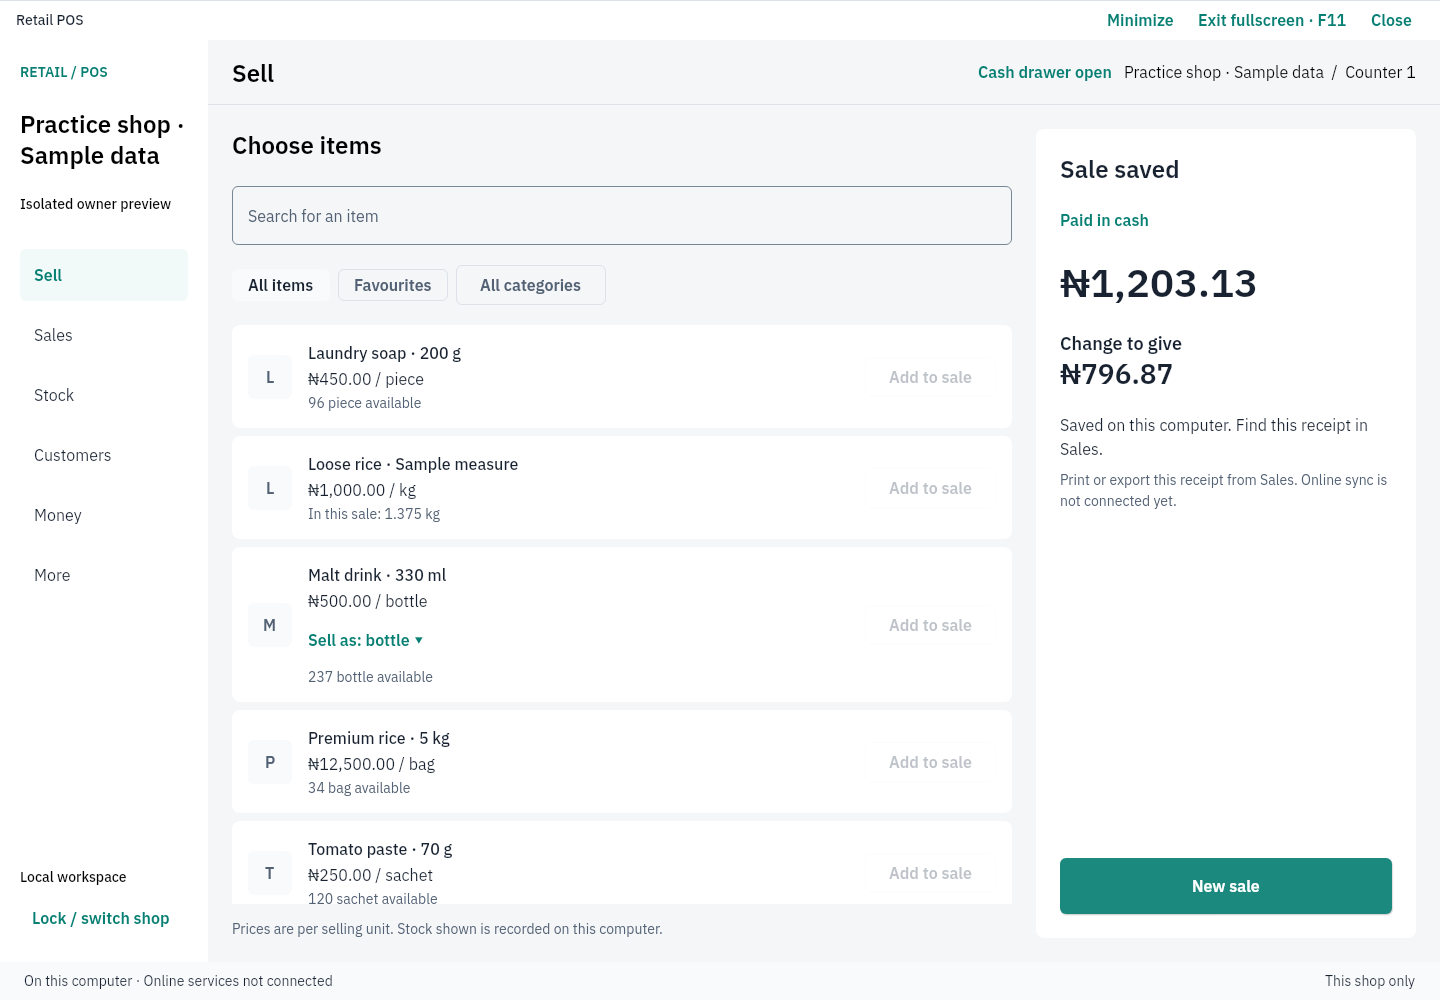 Retail POS
Minimize
Exit fullscreen · F11
Close
RETAIL / POS
Practice shop ·
Sample data
Isolated owner preview
Sell
Sales
Stock
Customers
Money
More
Local workspace
Lock / switch shop
Sell
Cash drawer open
Practice shop · Sample data / Counter 1
Choose items
Search for an item
All items
Favourites
All categories
L
Laundry soap · 200 g
₦450.00 / piece
96 piece available
Add to sale
L
Loose rice · Sample measure
₦1,000.00 / kg
In this sale: 1.375 kg
Add to sale
M
Malt drink · 330 ml
₦500.00 / bottle
Sell as: bottle ▾
237 bottle available
Add to sale
P
Premium rice · 5 kg
₦12,500.00 / bag
34 bag available
Add to sale
T
Tomato paste · 70 g
₦250.00 / sachet
120 sachet available
Add to sale
Prices are per selling unit. Stock shown is recorded on this computer.
Sale saved
Paid in cash
₦1,203.13
Change to give
₦796.87
Saved on this computer. Find this receipt in
Sales.
Print or export this receipt from Sales. Online sync is
not connected yet.
New sale
On this computer · Online services not connected
This shop only